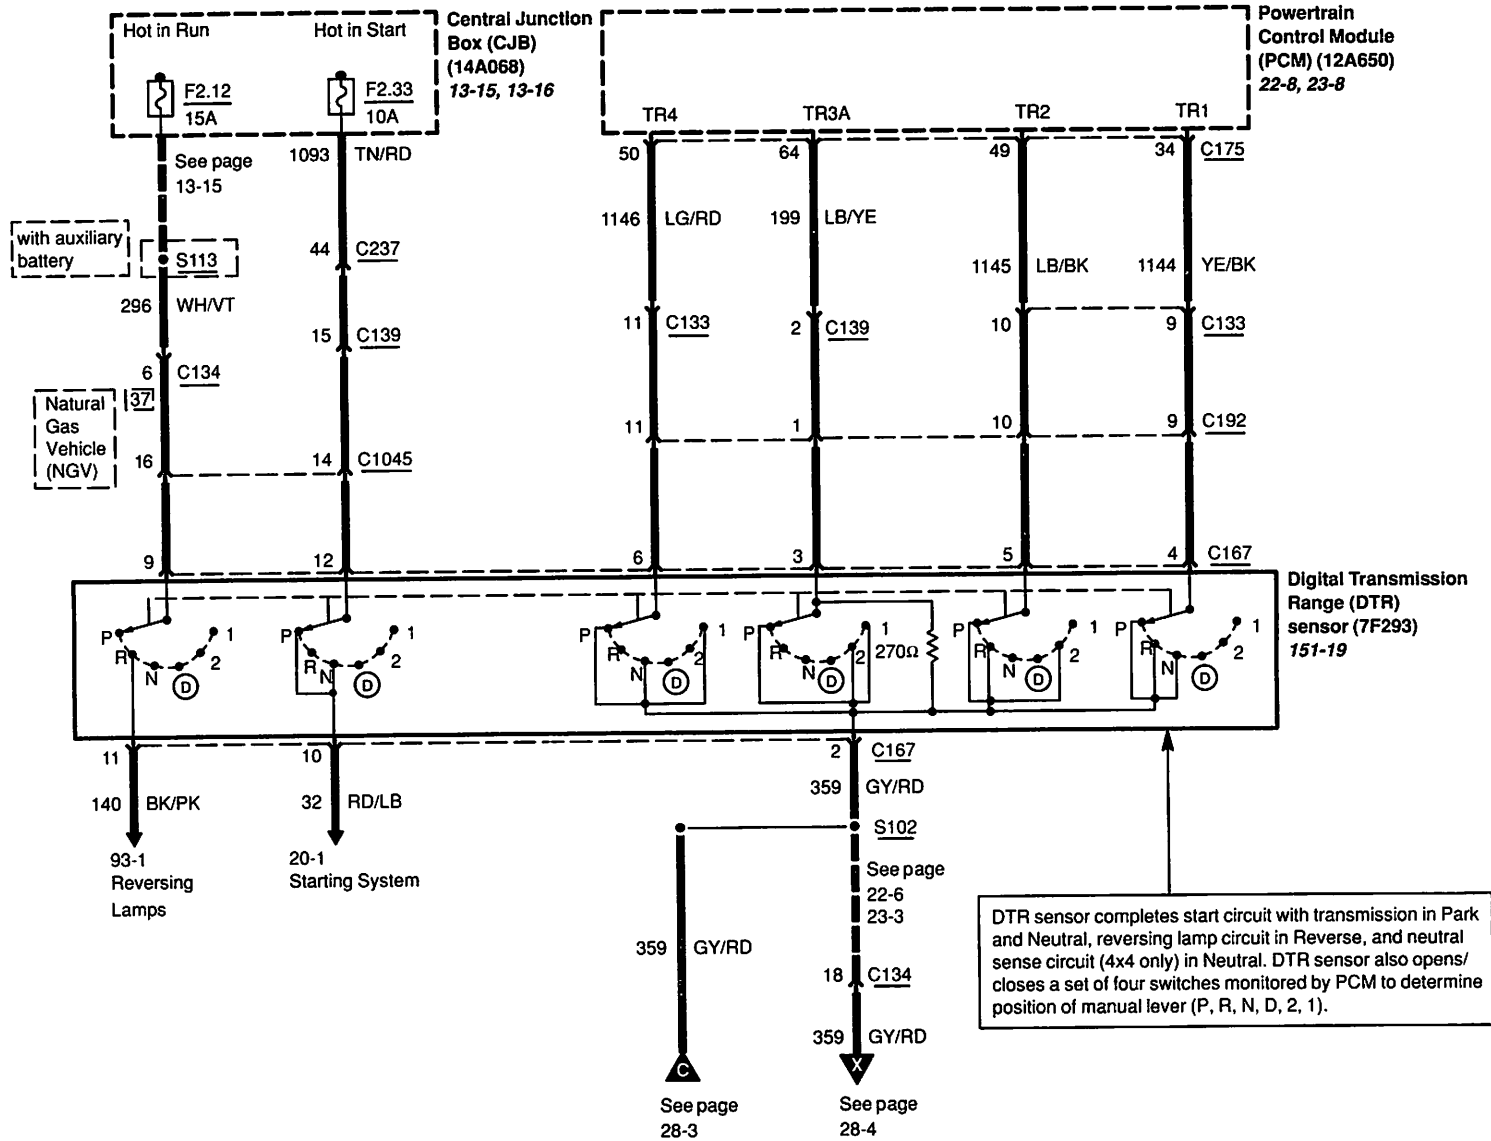 Hot in Run
Hot in Start
F2.12
15A
F2.33
10A
Central Junction
Box (CJB)
(14A068)
13-15, 13-16
TR4
TR3A
TR2
TR1
Powertrain
Control Module
(PCM) (12A650)
22-8, 23-8
See page
13-15
1093 TN/RD
50
64
49
34 C175
with auxiliary
battery
S113
44 C237
1146 LG/RD
199 LB/YE
1145 LB/BK
1144 YE/BK
296 WH/VT
15 C139
11 C133
2 C139
10
9 C133
6 C134
37
Natural
Gas
Vehicle
(NGV)
16
14 C1045
11
1
10
9 C192
9
12
6
3
5
4 C167
Digital Transmission
Range (DTR)
sensor (7F293)
151-19
P R N D 2 1
P R N D 2 1
P R N D 2 1
P R N D 2 1
270Ω
P R N D 2 1
P R N D 2 1
11
10
2 C167
140 BK/PK
32 RD/LB
359 GY/RD
S102
93-1
Reversing
Lamps
20-1
Starting System
See page
22-6
23-3
359 GY/RD
18 C134
359 GY/RD
C
X
See page
28-3
See page
28-4
DTR sensor completes start circuit with transmission in Park
and Neutral, reversing lamp circuit in Reverse, and neutral
sense circuit (4x4 only) in Neutral. DTR sensor also opens/
closes a set of four switches monitored by PCM to determine
position of manual lever (P, R, N, D, 2, 1).